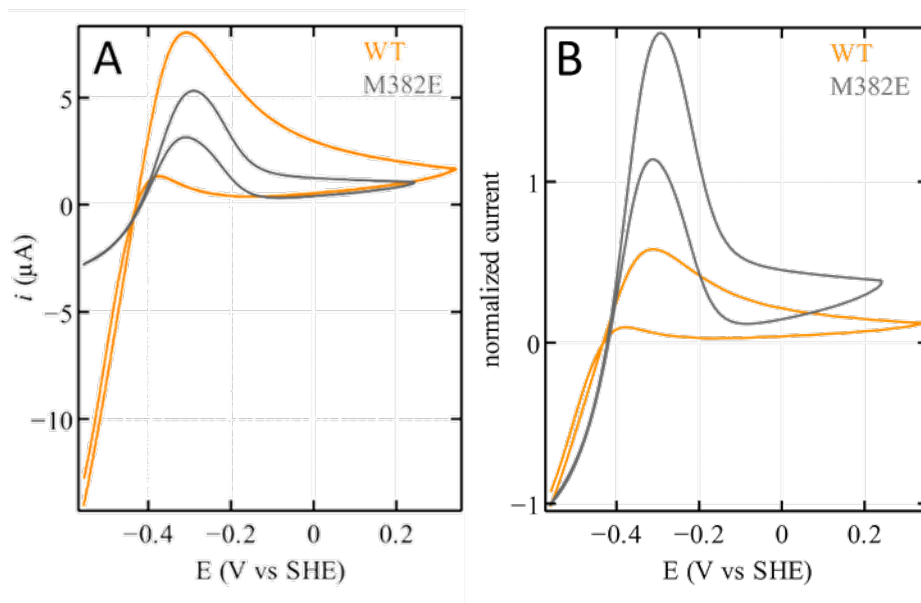 A
WT
M382E
5
0
−5
−10
i (μA)
−0.4 −0.2 0 0.2
E (V vs SHE)
B
WT
M382E
1
0
−1
normalized current
−0.4 −0.2 0 0.2
E (V vs SHE)